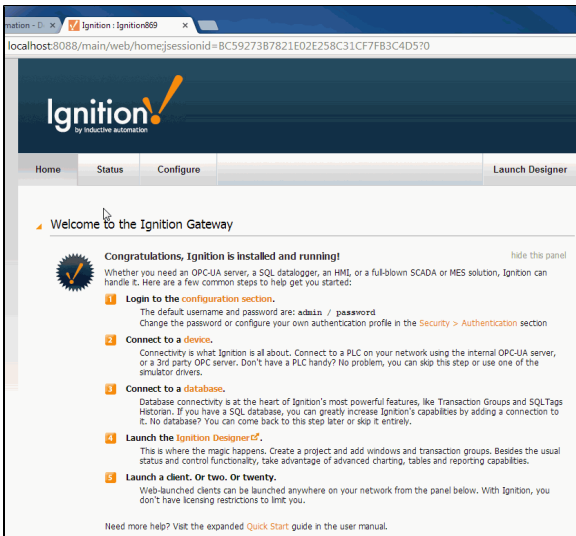 mation - D
Ignition : Ignition869
localhost:8088/main/web/home;jsessionid=BC59273B7821E02E258C31CF7FB3C4D5?0
Ignition!
by inductive automation
Home Status Configure Launch Designer
Welcome to the Ignition Gateway
Congratulations, Ignition is installed and running! hide this panel
Whether you need an OPC-UA server, a SQL datalogger, an HMI, or a full-blown SCADA or MES solution, Ignition can
handle it. Here are a few common steps to help get you started:
1 Login to the configuration section.
The default username and password are: admin / password
Change the password or configure your own authentication profile in the Security > Authentication section
2 Connect to a device.
Connectivity is what Ignition is all about. Connect to a PLC on your network using the internal OPC-UA server,
or a 3rd party OPC server. Don't have a PLC handy? No problem, you can skip this step or use one of the
simulator drivers.
3 Connect to a database.
Database connectivity is at the heart of Ignition's most powerful features, like Transaction Groups and SQLTags
Historian. If you have a SQL database, you can greatly increase Ignition's capabilities by adding a connection to
it. No database? You can come back to this step later or skip it entirely.
4 Launch the Ignition Designer.
This is where the magic happens. Create a project and add windows and transaction groups. Besides the usual
status and control functionality, take advantage of advanced charting, tables and reporting capabilities.
5 Launch a client. Or two. Or twenty.
Web-launched clients can be launched anywhere on your network from the panel below. With Ignition, you
don't have licensing restrictions to limit you.
Need more help? Visit the expanded Quick Start guide in the user manual.